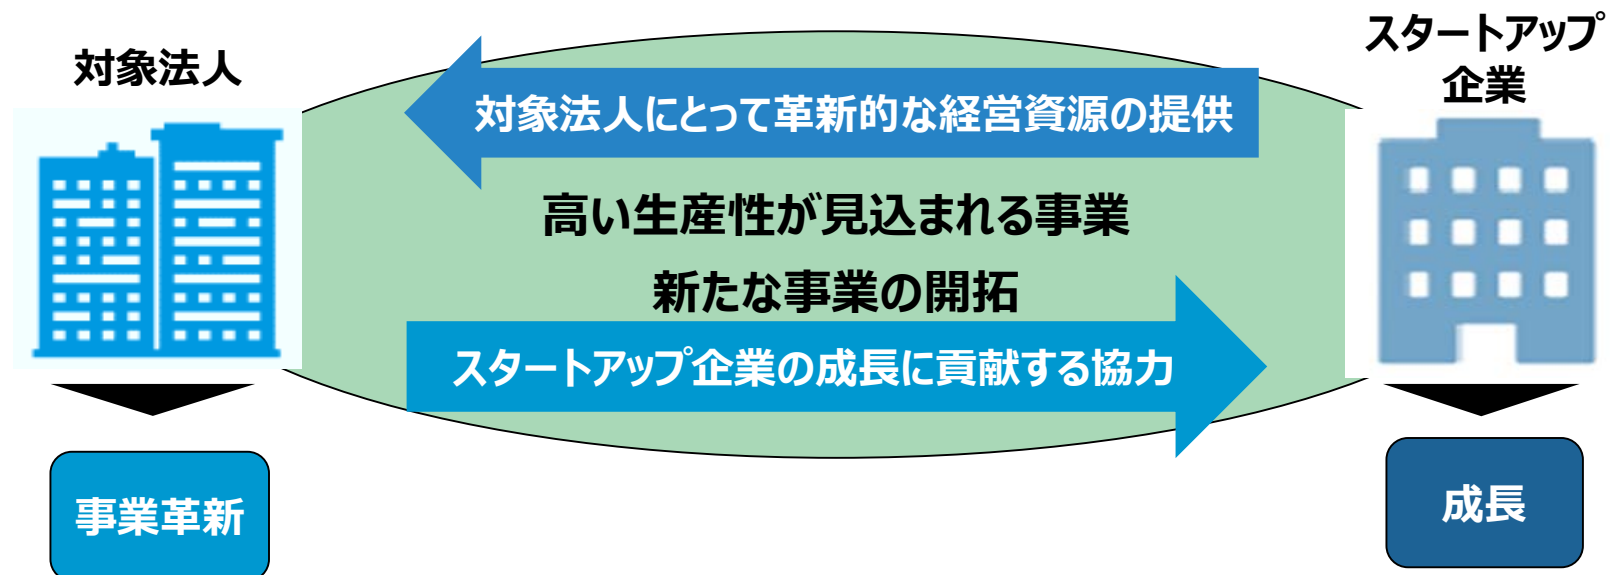 対象法人
スタートアップ
企業
対象法人にとって革新的な経営資源の提供
高い生産性が見込まれる事業
新たな事業の開拓
スタートアップ企業の成長に貢献する協力
事業革新
成長